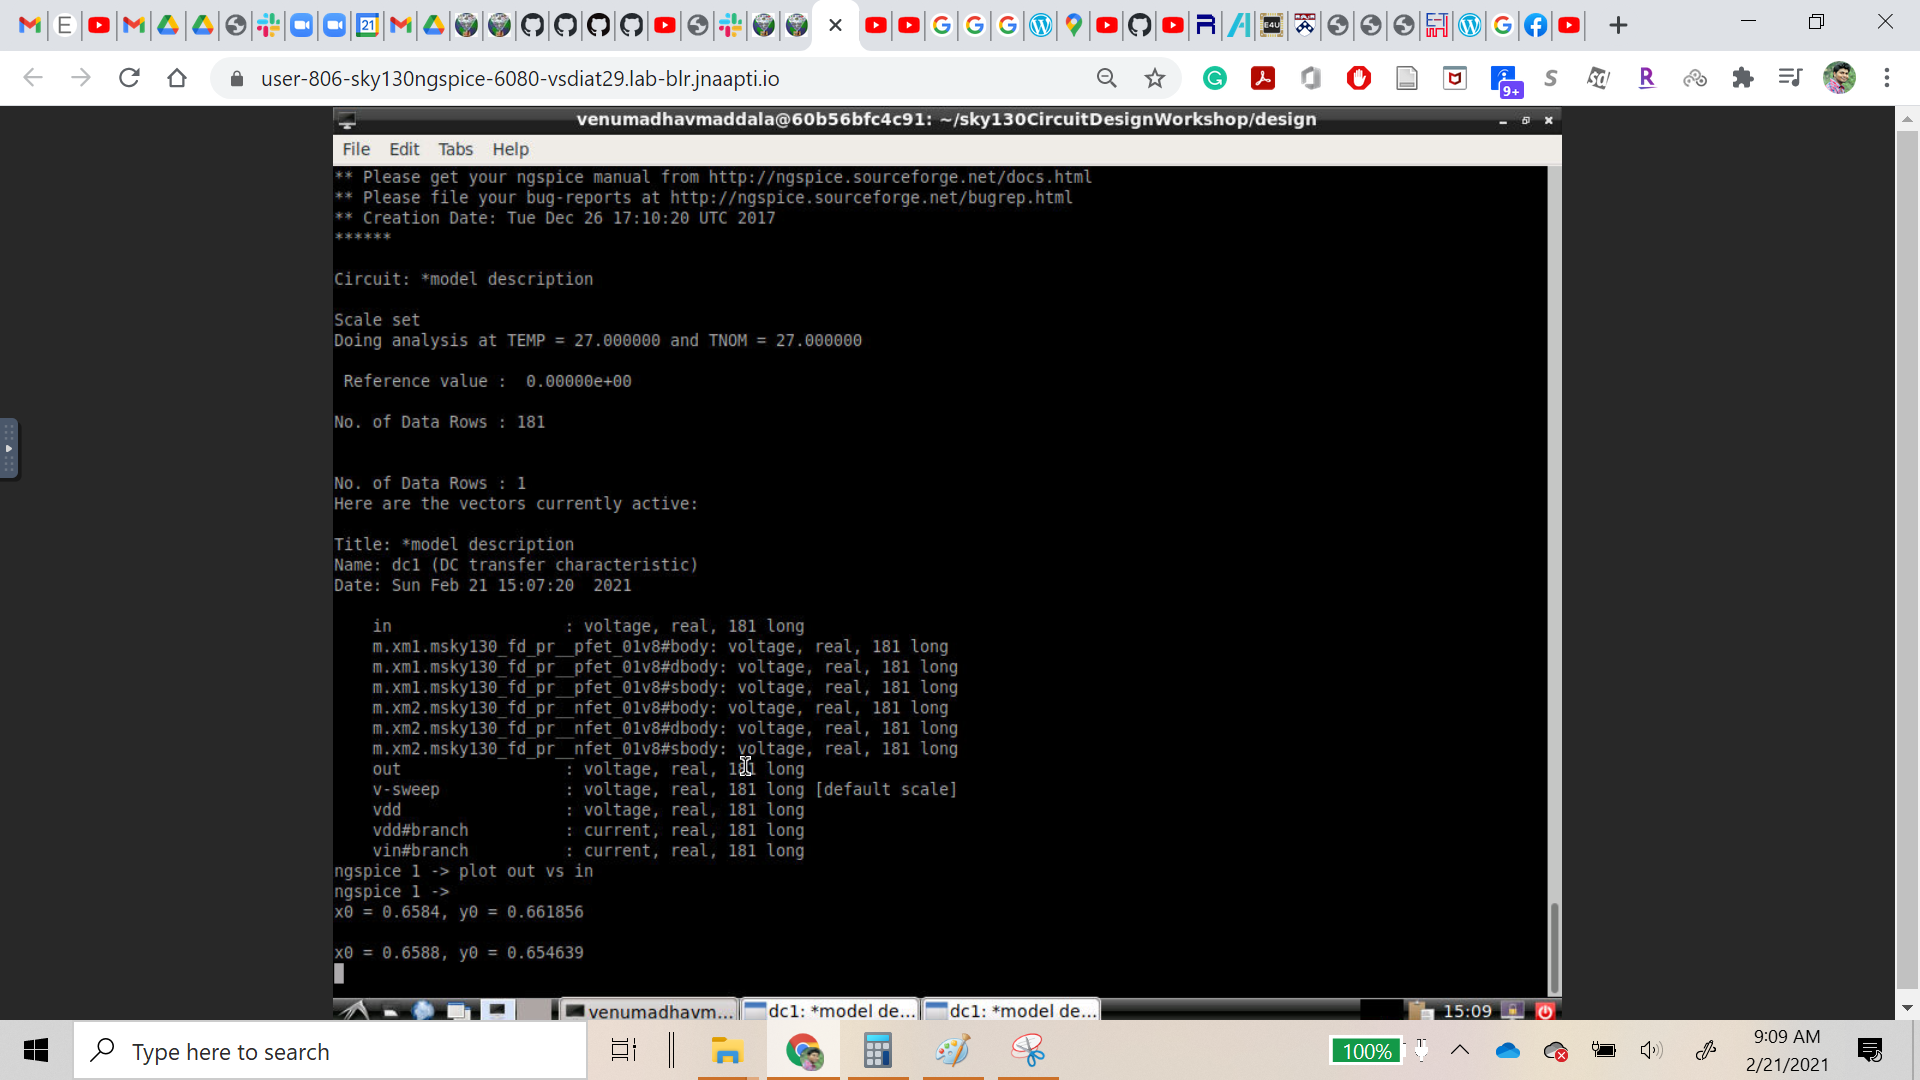 21
user-806-sky130ngspice-6080-vsdiat29.lab-blr.jnaapti.io
9+
venumadhavmaddala@60b56bfc4c91: ~/sky130CircuitDesignWorkshop/design
File Edit Tabs Help
** Please get your ngspice manual from http://ngspice.sourceforge.net/docs.html
** Please file your bug-reports at http://ngspice.sourceforge.net/bugrep.html
** Creation Date: Tue Dec 26 17:10:20 UTC 2017
******
Circuit: *model description
Scale set
Doing analysis at TEMP = 27.000000 and TNOM = 27.000000
Reference value :  0.00000e+00
No. of Data Rows : 181
No. of Data Rows : 1
Here are the vectors currently active:
Title: *model description
Name: dc1 (DC transfer characteristic)
Date: Sun Feb 21 15:07:20  2021
in : voltage, real, 181 long
m.xm1.msky130_fd_pr__pfet_01v8#body: voltage, real, 181 long
m.xm1.msky130_fd_pr__pfet_01v8#dbody: voltage, real, 181 long
m.xm1.msky130_fd_pr__pfet_01v8#sbody: voltage, real, 181 long
m.xm2.msky130_fd_pr__nfet_01v8#body: voltage, real, 181 long
m.xm2.msky130_fd_pr__nfet_01v8#dbody: voltage, real, 181 long
m.xm2.msky130_fd_pr__nfet_01v8#sbody: voltage, real, 181 long
out : voltage, real, 181 long
v-sweep : voltage, real, 181 long [default scale]
vdd : voltage, real, 181 long
vdd#branch : current, real, 181 long
vin#branch : current, real, 181 long
ngspice 1 -> plot out vs in
ngspice 1 ->
x0 = 0.6584, y0 = 0.661856
x0 = 0.6588, y0 = 0.654639
venumadhavm... dc1: *model de... dc1: *model de... 15:09
Type here to search
100%
9:09 AM
2/21/2021